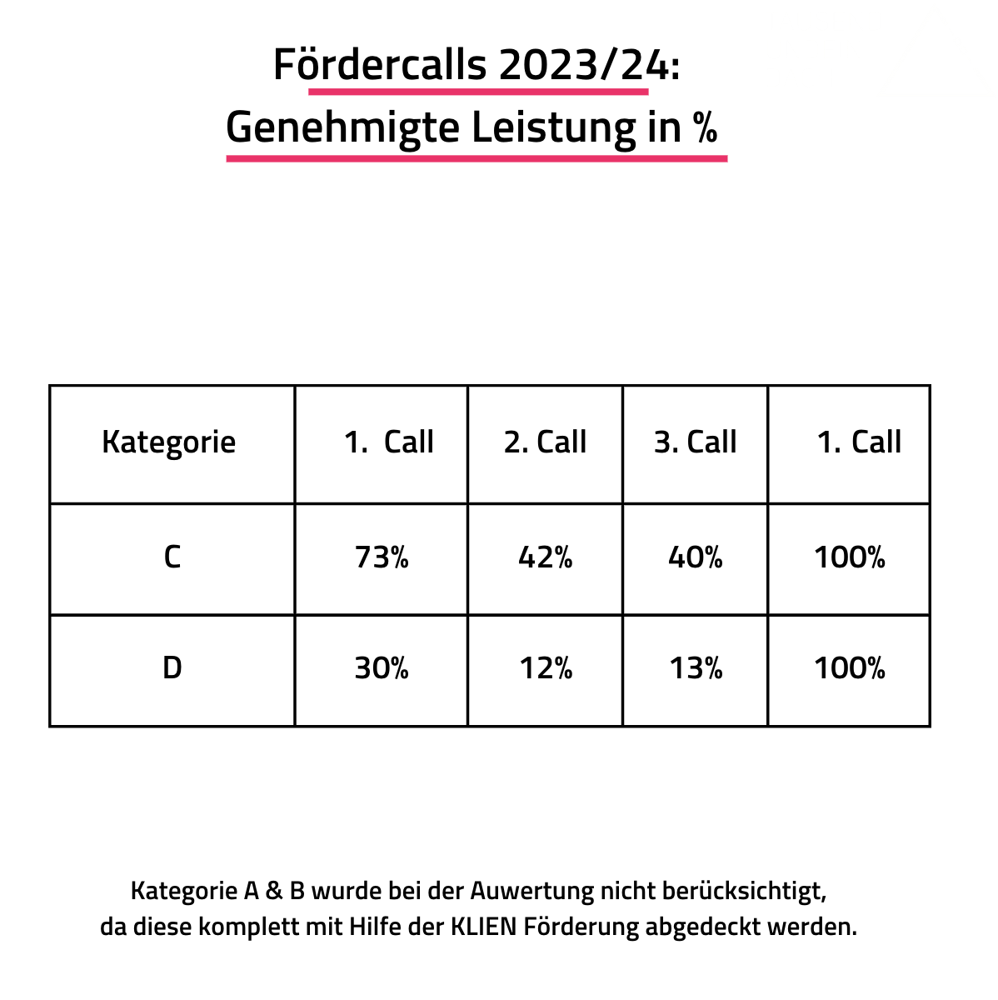 Fördercalls 2023/24:
Genehmigte Leistung in %
Kategorie 1. Call 2. Call 3. Call 1. Call
C 73% 42% 40% 100%
D 30% 12% 13% 100%
Kategorie A & B wurde bei der Auwertung nicht berücksichtigt,
da diese komplett mit Hilfe der KLIEN Förderung abgedeckt werden.